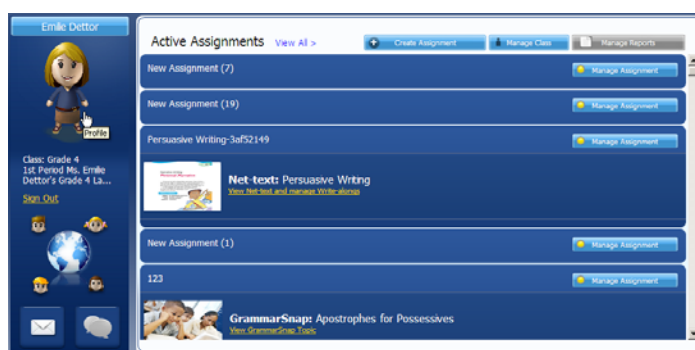 Emile Dettor
Profile
Class: Grade 4
1st Period Ms. Emile
Dettor's Grade 4 La...
Sign Out
Active Assignments View All > Create Assignment Manage Class Manage Reports
New Assignment (7) Manage Assignment
New Assignment (19) Manage Assignment
Persuasive Writing-3af52149 Manage Assignment
Net-text: Persuasive Writing
View Net-text and manage Write-alongs
New Assignment (1) Manage Assignment
123 Manage Assignment
GrammarSnap: Apostrophes for Possessives
View GrammarSnap Topic